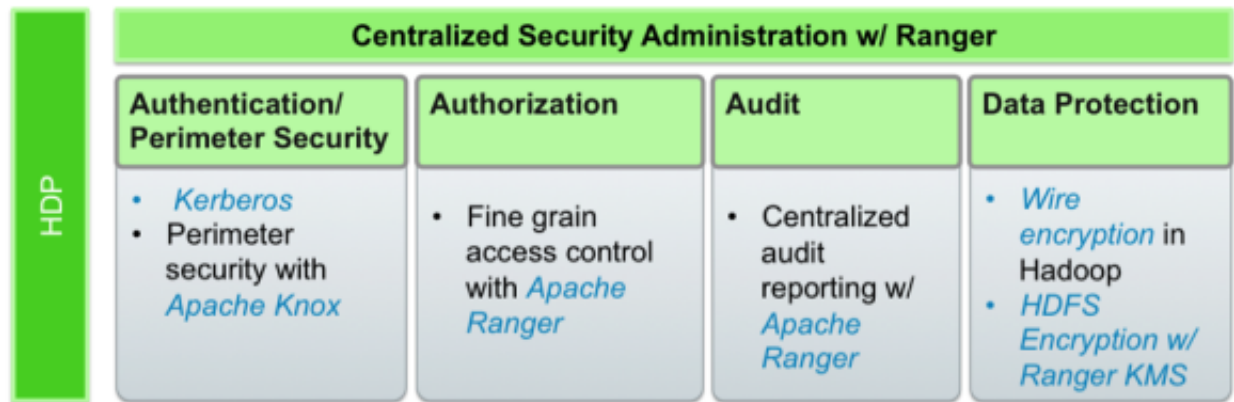 HDP
Centralized Security Administration w/ Ranger
Authentication/
Perimeter Security
• Kerberos
• Perimeter
security with
Apache Knox
Authorization
• Fine grain
access control
with Apache
Ranger
Audit
• Centralized
audit
reporting w/
Apache
Ranger
Data Protection
• Wire
encryption in
Hadoop
• HDFS
Encryption w/
Ranger KMS